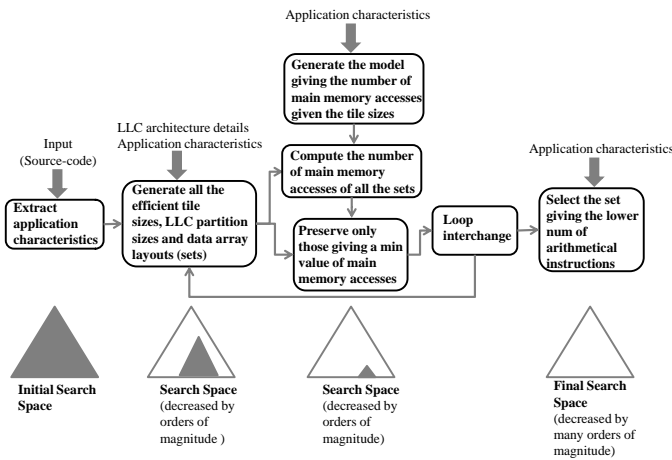 Application characteristics
Generate the model
giving the number of
main memory accesses
given the tile sizes
LLC architecture details
Application characteristics
Input
(Source-code)
Application characteristics
Extract
application
characteristics
Generate all the
efficient tile
sizes, LLC partition
sizes and data array
layouts (sets)
Compute the number
of main memory
accesses of all the sets
Preserve only
those giving a min
value of main
memory accesses
Loop
interchange
Select the set
giving the lower
num of
arithmetical
instructions
Initial Search
Space
Search Space
(decreased by
orders of
magnitude )
Search Space
(decreased by
orders of
magnitude)
Final Search
Space
(decreased by
many orders of
magnitude)